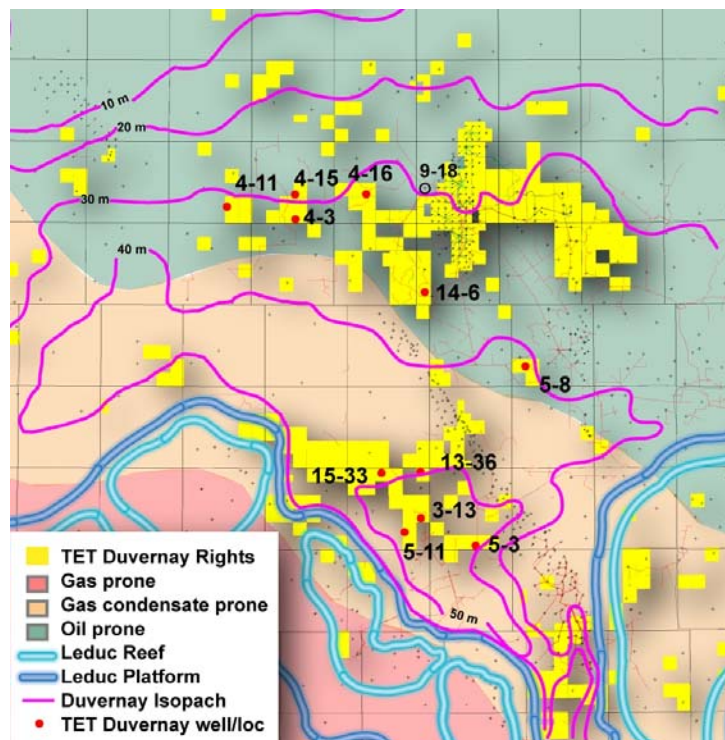 10 m
20 m
30 m
40 m
4-11
4-15
4-16
9-18
4-3
14-6
5-8
15-33
13-36
3-13
5-11
5-3
50 m
TET Duvernay Rights
Gas prone
Gas condensate prone
Oil prone
Leduc Reef
Leduc Platform
Duvernay Isopach
TET Duvernay well/loc